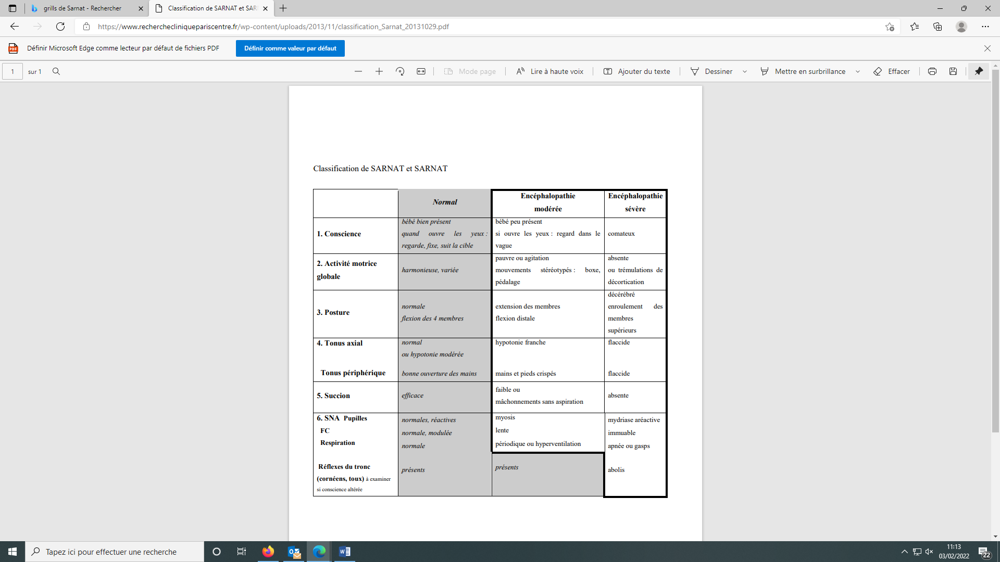 grills de Sarnat - Rechercher
Classification de SARNAT et SAR
https://www.recherchecliniquepariscentre.fr/wp-content/uploads/2013/11/classification_Sarnat_20131029.pdf
PDF
Définir Microsoft Edge comme lecteur par défaut de fichiers PDF
Définir comme valeur par défaut
1 sur 1
Mode page
Lire à haute voix
Ajouter du texte
Dessiner
Mettre en surbrillance
Effacer
Classification de SARNAT et SARNAT
Normal
Encéphalopathie
modérée
Encéphalopathie
sévère
1. Conscience
bébé bien présent
quand ouvre les yeux :
regarde, fixe, suit la cible
bébé peu présent
si ouvre les yeux : regard dans le
vague
comateux
2. Activité motrice
globale
harmonieuse, variée
pauvre ou agitation
mouvements stéréotypés : boxe,
pédalage
absente
ou trémulations de
décortication
3. Posture
normale
flexion des 4 membres
extension des membres
flexion distale
décérébré
enroulement des
membres
supérieurs
4. Tonus axial
normal
ou hypotonie modérée
hypotonie franche
flaccide
Tonus périphérique
bonne ouverture des mains
mains et pieds crispés
flaccide
5. Succion
efficace
faible ou
mâchonnements sans aspiration
absente
6. SNA Pupilles
FC
Respiration
normales, réactives
normale, modulée
normale
myosis
lente
périodique ou hyperventilation
mydriase aréactive
immuable
apnée ou gasps
Réflexes du tronc
(cornéens, toux) à examiner
si conscience altérée
présents
présents
abolis
Tapez ici pour effectuer une recherche
11:13
03/02/2022
22